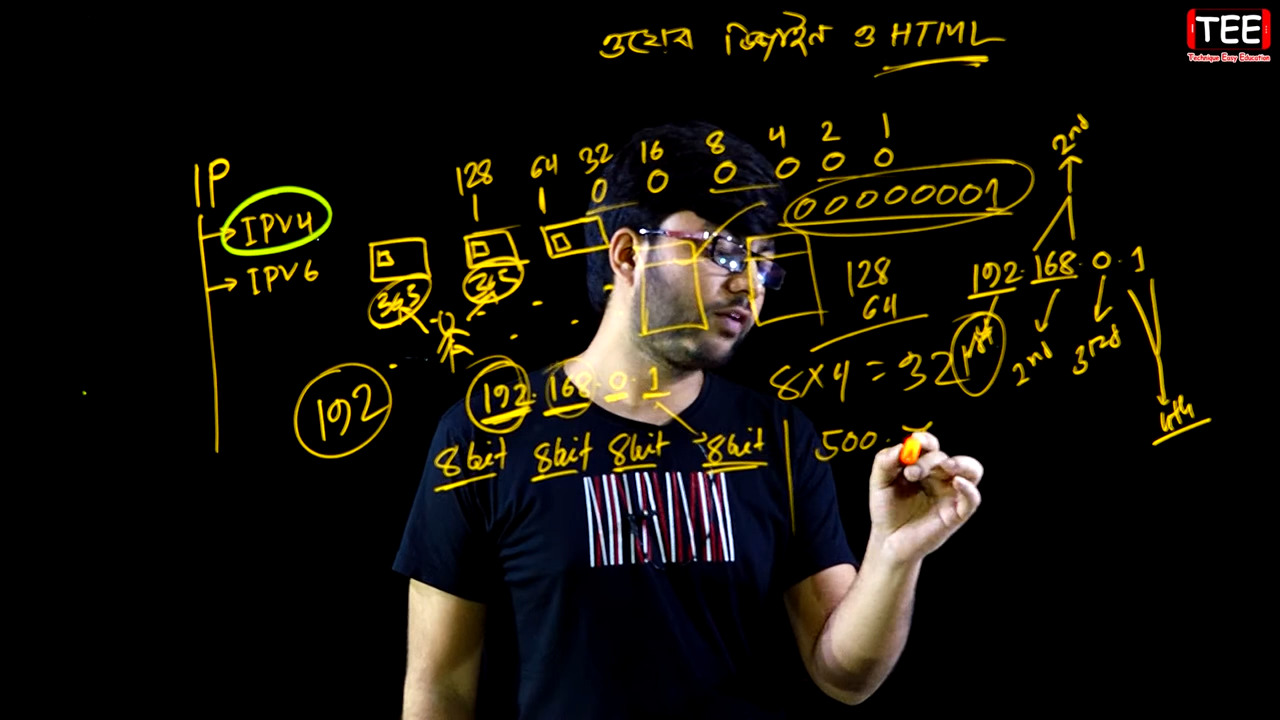 ওয়েব ডিজাইন ও HTML
TEE
Technique Easy Education
IP
IPV4
IPV6
128 64 32 16 8 4 2 1
1 1 0 0 0 0 0 0
00000001
2nd
365 365
128
64
192.168.0.1
8×4=32
1st 2nd 3rd 4th
192
192.168.0.1
8bit 8bit 8bit 8bit
500.